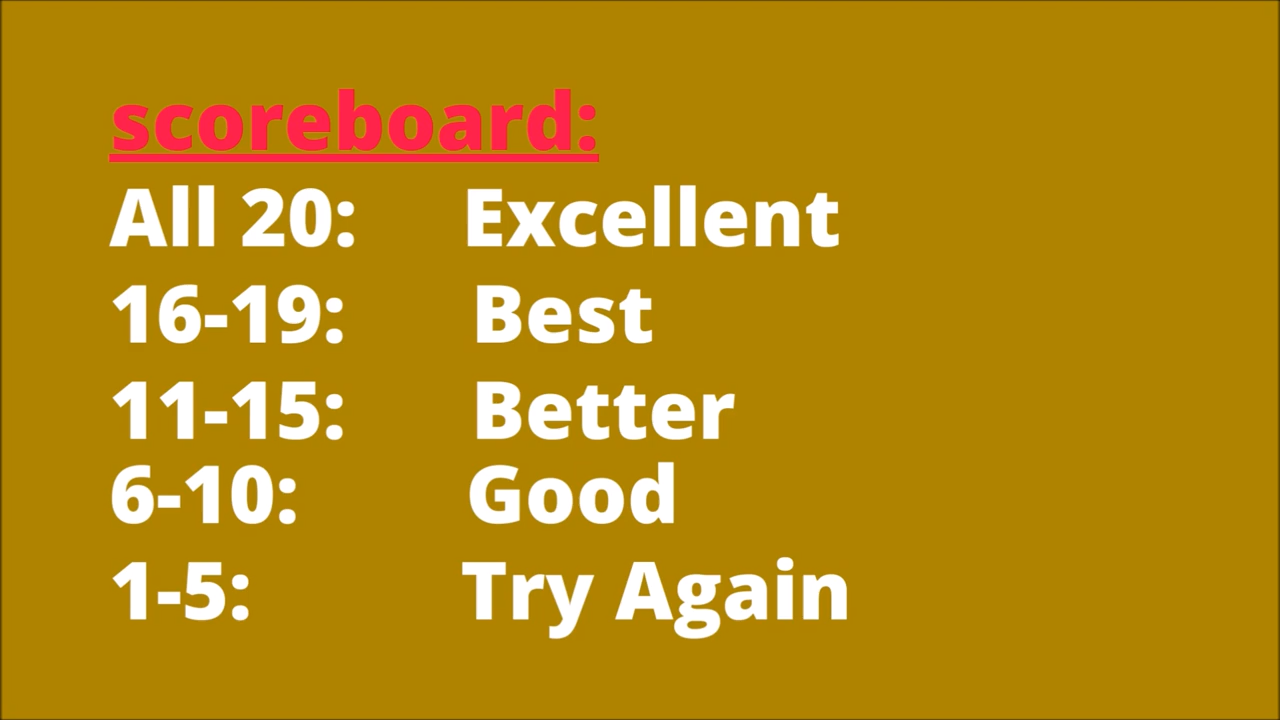 scoreboard:
All 20: Excellent
16-19: Best
11-15: Better
6-10: Good
1-5: Try Again